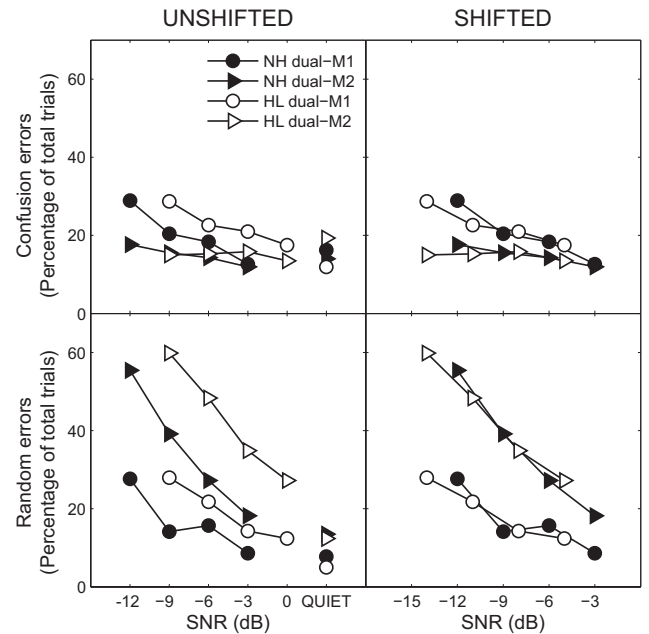 UNSHIFTED
SHIFTED
Confusion errors
(Percentage of total trials)
60
40
20
0
NH dual−M1
NH dual−M2
HL dual−M1
HL dual−M2
Random errors
(Percentage of total trials)
60
40
20
0
-12 -9 -6 -3 0 QUIET
SNR (dB)
−15 −12 −9 −6 −3
SNR (dB)